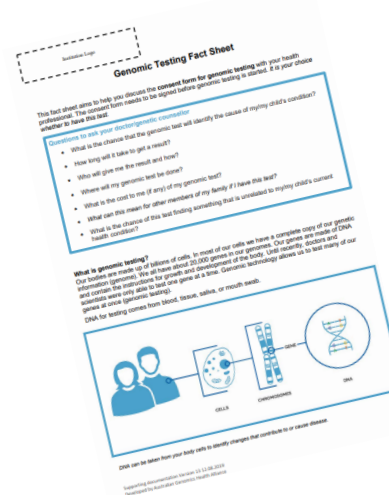 Institution Logo
Genomic Testing Fact Sheet
This fact sheet aims to help you discuss the consent form for genomic testing with your health
professional. The consent form needs to be signed before genomic testing is started. It is your choice
whether to have this test.
Questions to ask your doctor/genetic counsellor
• What is the chance that the genomic test will identify the cause of my/my child's condition?
• How long will it take to get a result?
• Who will give me the result and how?
• Where will my genomic test be done?
• What is the cost to me (if any) of my genomic test?
• What can this mean for other members of my family if I have this test?
• What is the chance of this test finding something that is unrelated to my/my child's current
health condition?
What is genomic testing?
Our bodies are made up of billions of cells. In most of our cells we have a complete copy of our genetic
information (genome). We all have about 20,000 genes in our genomes. Our genes are made of DNA
and contain the instructions for growth and development of the body. Until recently, doctors and
scientists were only able to test one gene at a time. Genomic technology allows us to test many of our
genes at once (genomic testing).
DNA for testing comes from blood, tissue, saliva, or mouth swab.
CELLS
CHROMOSOMES
GENE
DNA
DNA can be taken from your body cells to identify changes that contribute to or cause disease.
Supporting documentation Version 13 12.08.2019
Developed by Australian Genomics Health Alliance